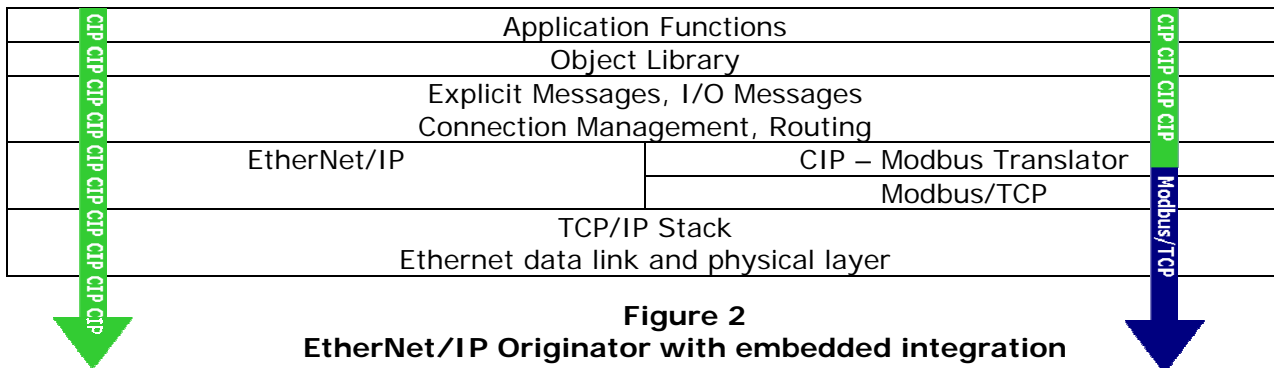 Application Functions
Object Library
Explicit Messages, I/O Messages
Connection Management, Routing
EtherNet/IP
CIP – Modbus Translator
Modbus/TCP
TCP/IP Stack
Ethernet data link and physical layer
CIP CIP CIP CIP CIP CIP CIP CIP CIP CIP
CIP CIP CIP CIP
Modbus/TCP
Figure 2
EtherNet/IP Originator with embedded integration